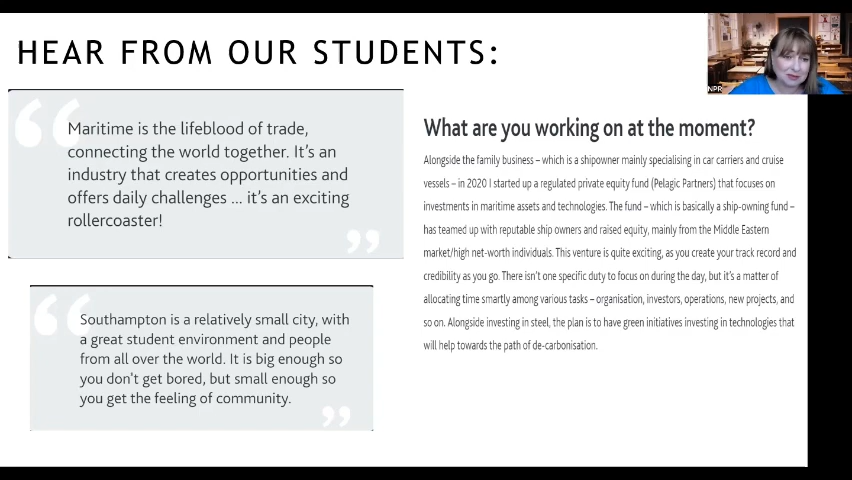 HEAR FROM OUR STUDENTS:
Maritime is the lifeblood of trade,
connecting the world together. It's an
industry that creates opportunities and
offers daily challenges ... it's an exciting
rollercoaster!
Southampton is a relatively small city, with
a great student environment and people
from all over the world. It is big enough so
you don't get bored, but small enough so
you get the feeling of community.
What are you working on at the moment?
Alongside the family business – which is a shipowner mainly specialising in car carriers and cruise
vessels – in 2020 I started up a regulated private equity fund (Pelagic Partners) that focuses on
investments in maritime assets and technologies. The fund – which is basically a ship-owning fund –
has teamed up with reputable ship owners and raised equity, mainly from the Middle Eastern
market/high net-worth individuals. This venture is quite exciting, as you create your track record and
credibility as you go. There isn't one specific duty to focus on during the day, but it's a matter of
allocating time smartly among various tasks – organisation, investors, operations, new projects, and
so on. Alongside investing in steel, the plan is to have green initiatives investing in technologies that
will help towards the path of de-carbonisation.
NPR